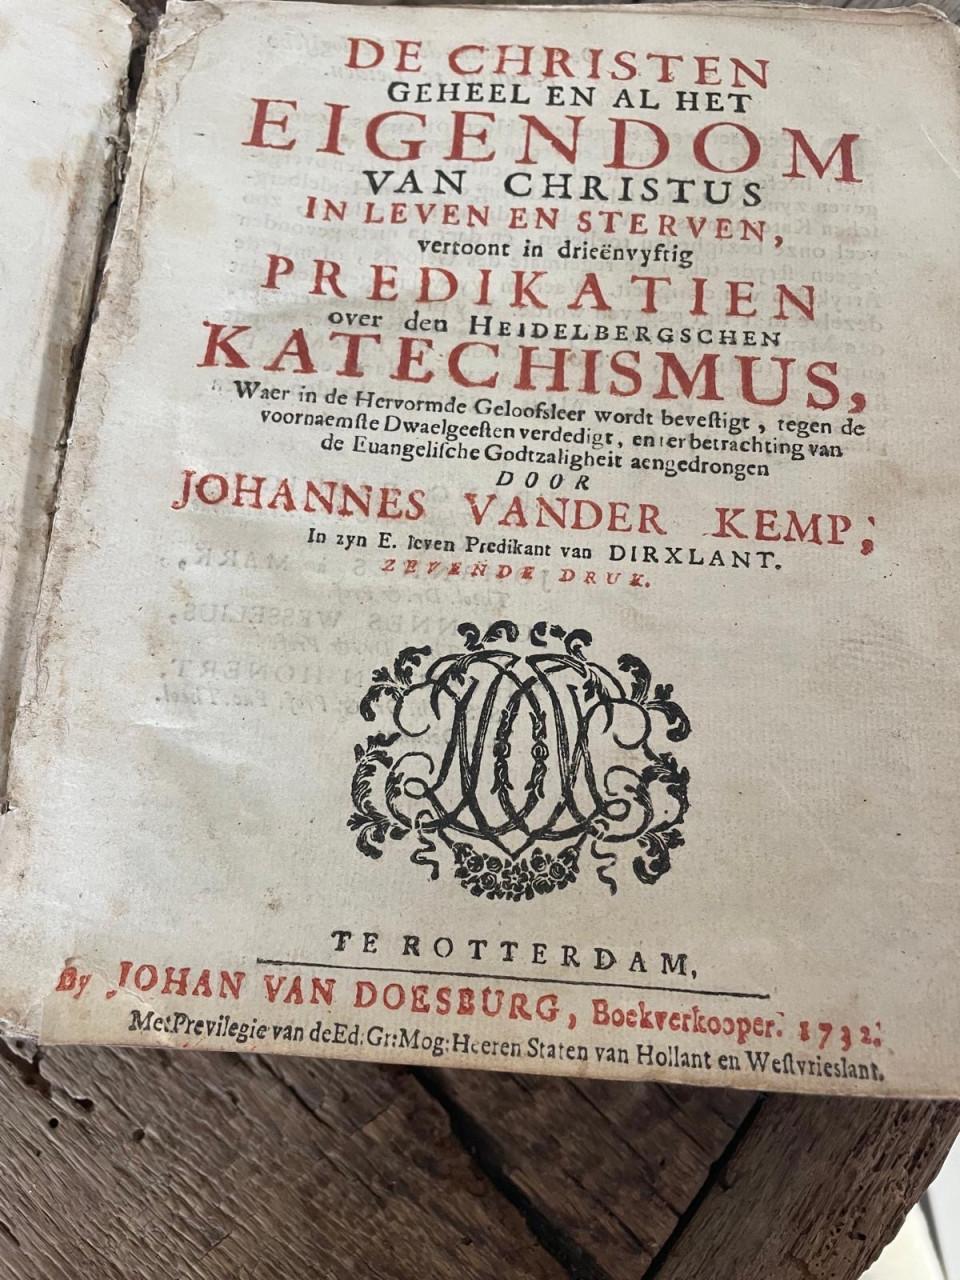 DE CHRISTEN
GEHEEL EN AL HET
EIGENDOM
VAN CHRISTUS
IN LEVEN EN STERVEN,
vertoont in drieënvyftig
PREDIKATIEN
over den HEIDELBERGSCHEN
KATECHISMUS,
Waer in de Hervormde Geloofsleer wordt beveſtigt, tegen de
voornaemſte Dwaelgeeſten verdedigt, en ter betrachting van
de Euangeliſche Godtzaligheit aengedrongen
DOOR
JOHANNES VANDER KEMP;
In zyn E. leven Predikant van DIRXLANT.
ZEVENDE DRUK.
TE ROTTERDAM,
By JOHAN VAN DOESBURG, Boekverkooper. 1732.
Met Previlegie van de Ed: Gr: Mog: Heeren Staten van Hollant en Weſtvrieslant.